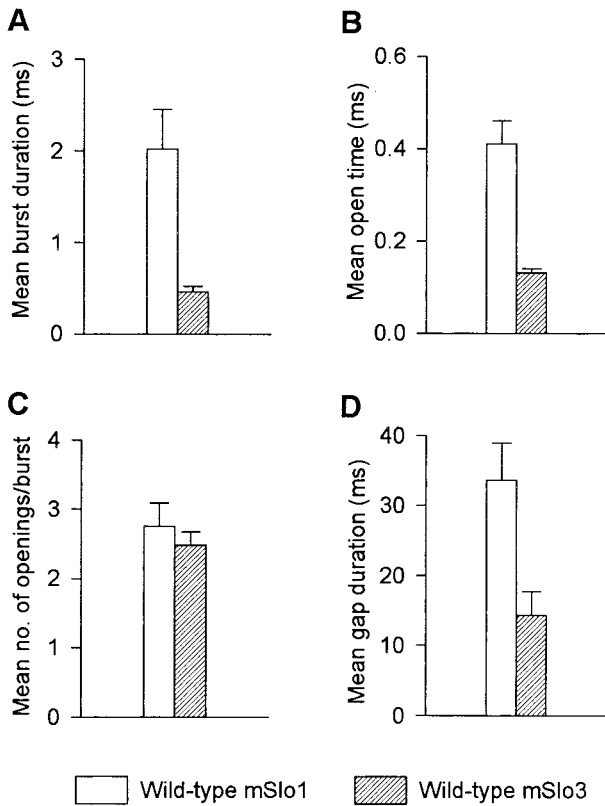 A
Mean burst duration (ms)
3
2
1
0
B
Mean open time (ms)
0.6
0.4
0.2
0.0
C
Mean no. of openings/burst
4
3
2
1
0
D
Mean gap duration (ms)
40
30
20
10
0
Wild-type mSlo1
Wild-type mSlo3